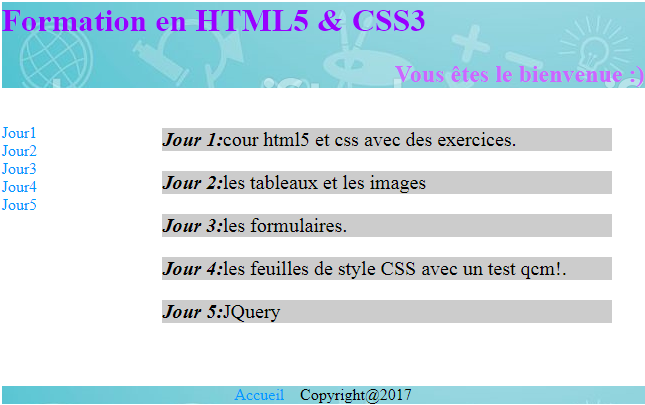 Formation en HTML5 & CSS3
Vous êtes le bienvenue :)
Jour1
Jour2
Jour3
Jour4
Jour5
Jour 1:cour html5 et css avec des exercices.
Jour 2:les tableaux et les images
Jour 3:les formulaires.
Jour 4:les feuilles de style CSS avec un test qcm!.
Jour 5:JQuery
Accueil Copyright@2017